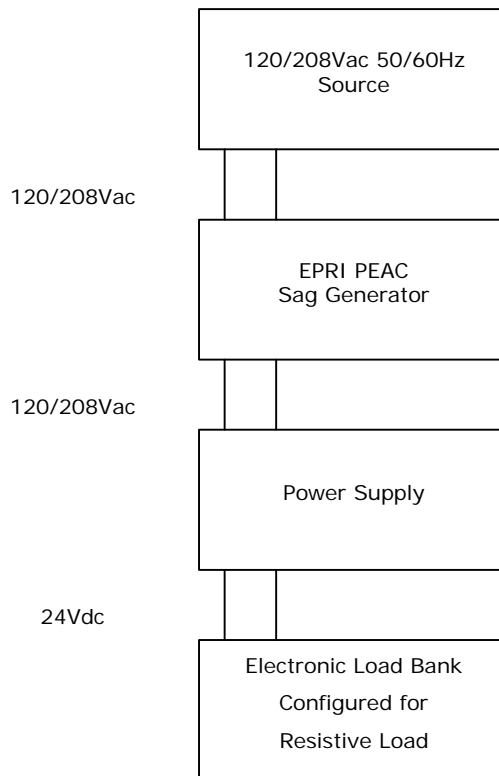 120/208Vac 50/60Hz
Source
120/208Vac
EPRI PEAC
Sag Generator
120/208Vac
Power Supply
24Vdc
Electronic Load Bank
Configured for
Resistive Load